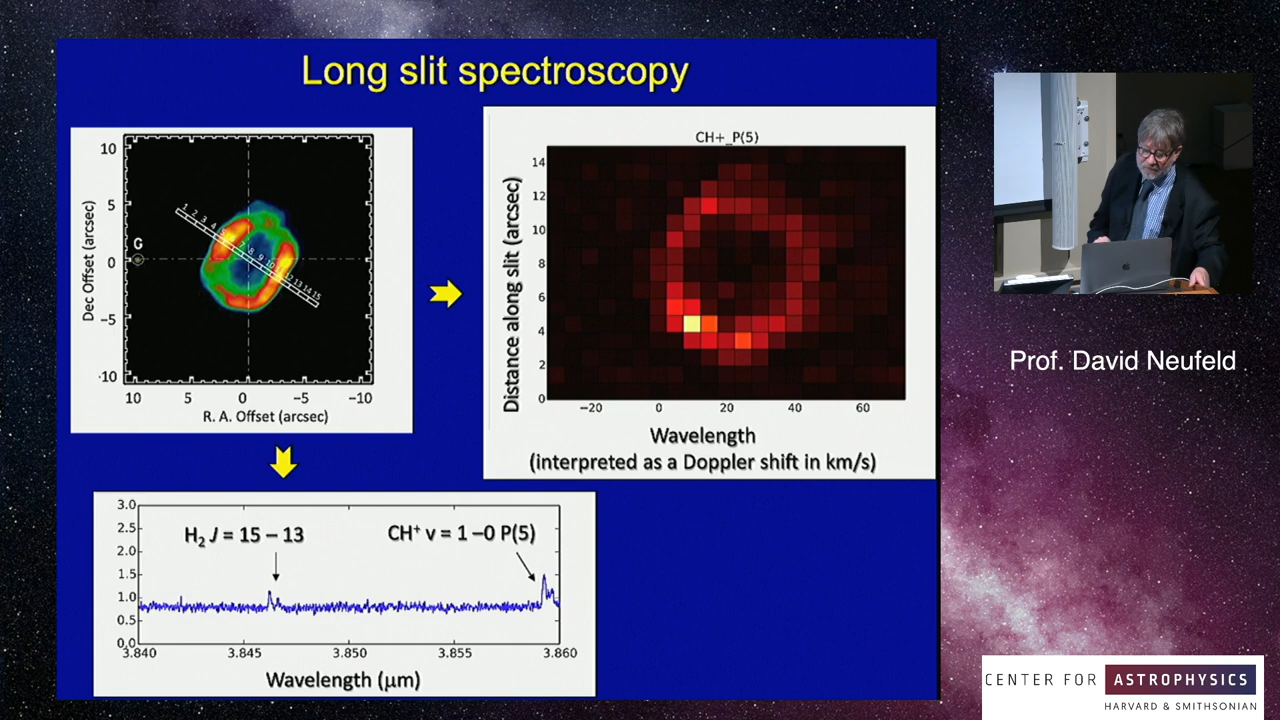 Long slit spectroscopy
10
5
0
−5
-10
Dec Offset (arcsec)
G
1 2 3 4 5 7 8 9 10 11 12 13 14 15
10 5 0 −5 −10
R. A. Offset (arcsec)
CH+_P(5)
14
12
10
8
6
4
2
0
Distance along slit (arcsec)
−20 0 20 40 60
Wavelength
(interpreted as a Doppler shift in km/s)
3.0
2.5
2.0
1.5
1.0
0.5
0.0
H₂ J = 15 – 13
CH⁺ v = 1 –0 P(5)
3.840 3.845 3.850 3.855 3.860
Wavelength (μm)
Prof. David Neufeld
CENTER FOR ASTROPHYSICS
HARVARD & SMITHSONIAN